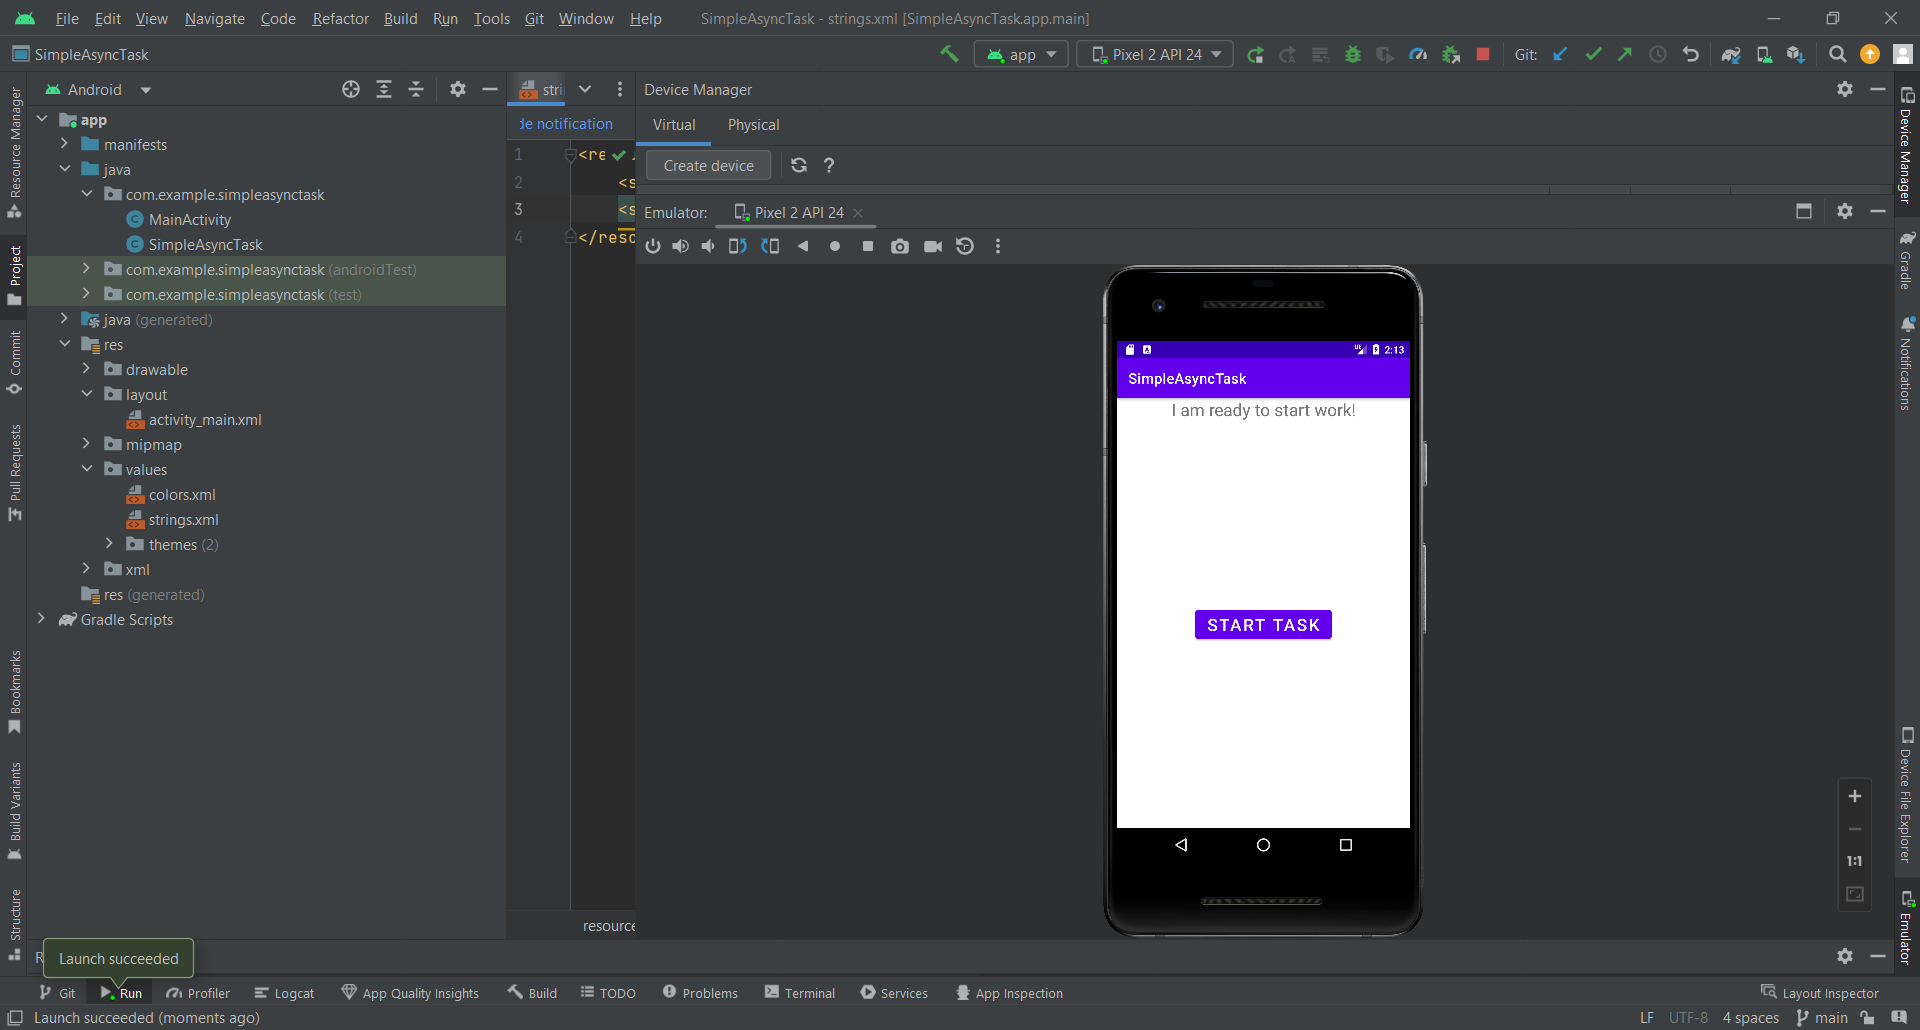 File Edit View Navigate Code Refactor Build Run Tools Git Window Help SimpleAsyncTask - strings.xml [SimpleAsyncTask.app.main]
SimpleAsyncTask app Pixel 2 API 24 Git:
Android
app
manifests
java
com.example.simpleasynctask
MainActivity
SimpleAsyncTask
com.example.simpleasynctask (androidTest)
com.example.simpleasynctask (test)
java (generated)
res
drawable
layout
activity_main.xml
mipmap
values
colors.xml
strings.xml
themes (2)
xml
res (generated)
Gradle Scripts
Resource Manager
Project
Commit
Pull Requests
Bookmarks
Build Variants
Structure
stri
de notification
1 <re
2 <s
3 <s
4 </reso
resource
Device Manager
Virtual Physical
Create device
Emulator: Pixel 2 API 24
2:13
SimpleAsyncTask
I am ready to start work!
START TASK
1:1
Device Manager
Gradle
Notifications
Device File Explorer
Emulator
R
Launch succeeded
Git Run Profiler Logcat App Quality Insights Build TODO Problems Terminal Services App Inspection Layout Inspector
Launch succeeded (moments ago) LF UTF-8 4 spaces main